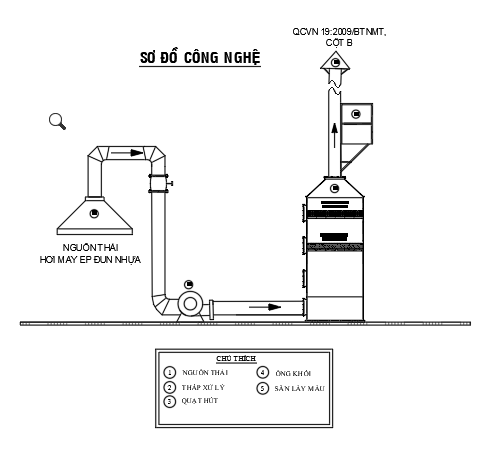 QCVN 19:2009/BTNMT,
CỘT B
SƠ ĐỒ CÔNG NGHỆ
NGUỒN THẢI
HƠI MÁY ÉP ĐÙN NHỰA
CHÚ THÍCH
1 NGUỒN THẢI
2 THÁP XỬ LÝ
3 QUẠT HÚT
4 ỐNG KHÓI
5 SÀN LẤY MẪU